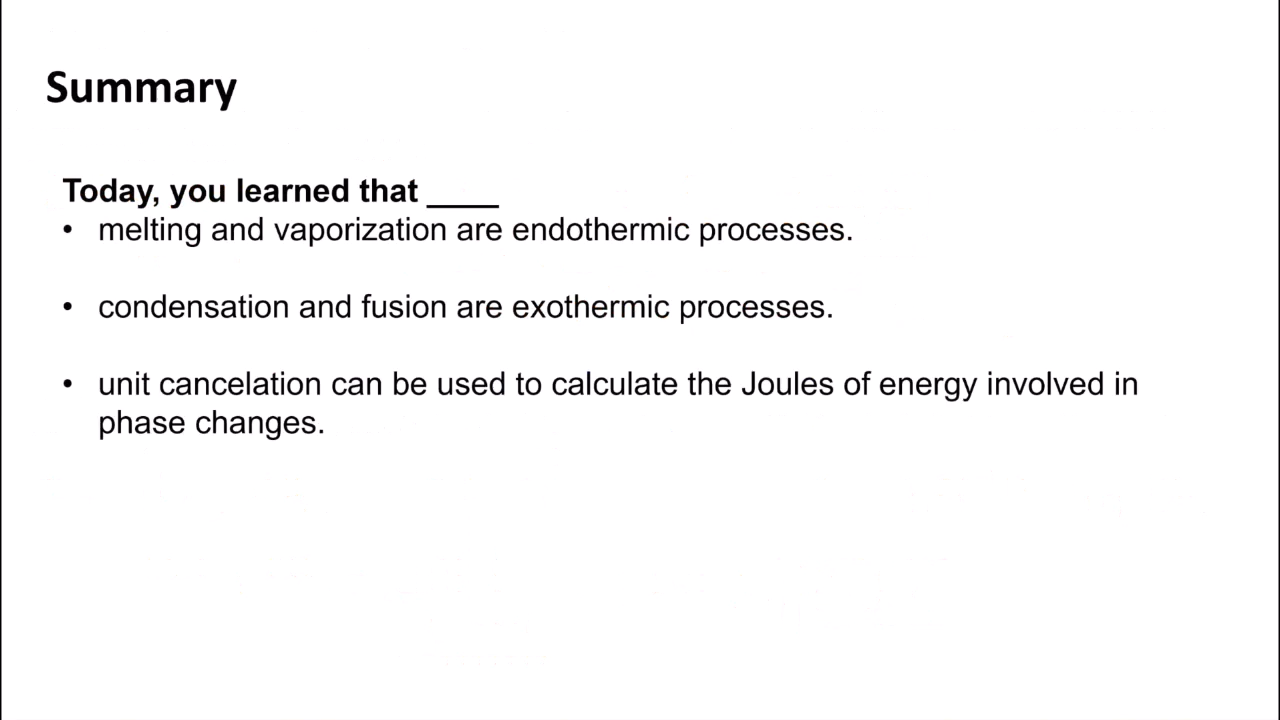 Summary
Today, you learned that ____
• melting and vaporization are endothermic processes.
• condensation and fusion are exothermic processes.
• unit cancelation can be used to calculate the Joules of energy involved in
phase changes.